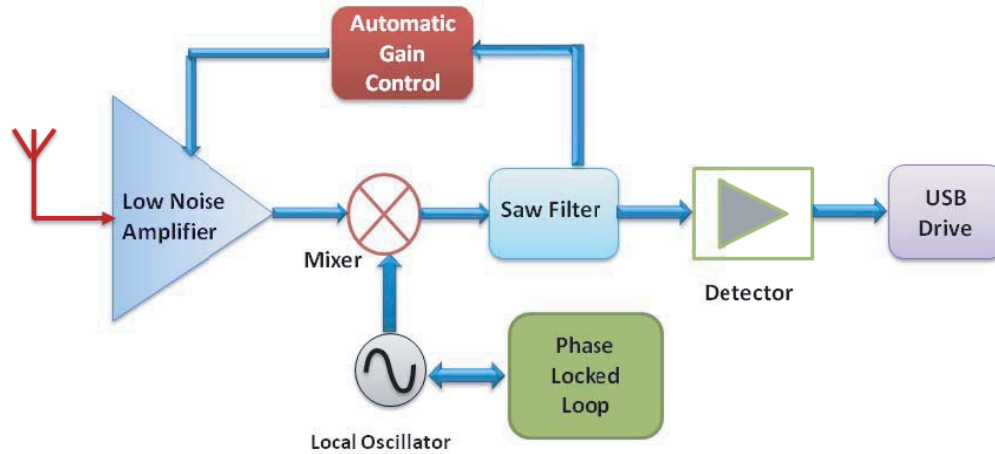 Automatic
Gain
Control
Low Noise
Amplifier
Mixer
Saw Filter
Detector
USB
Drive
Phase
Locked
Loop
Local Oscillator